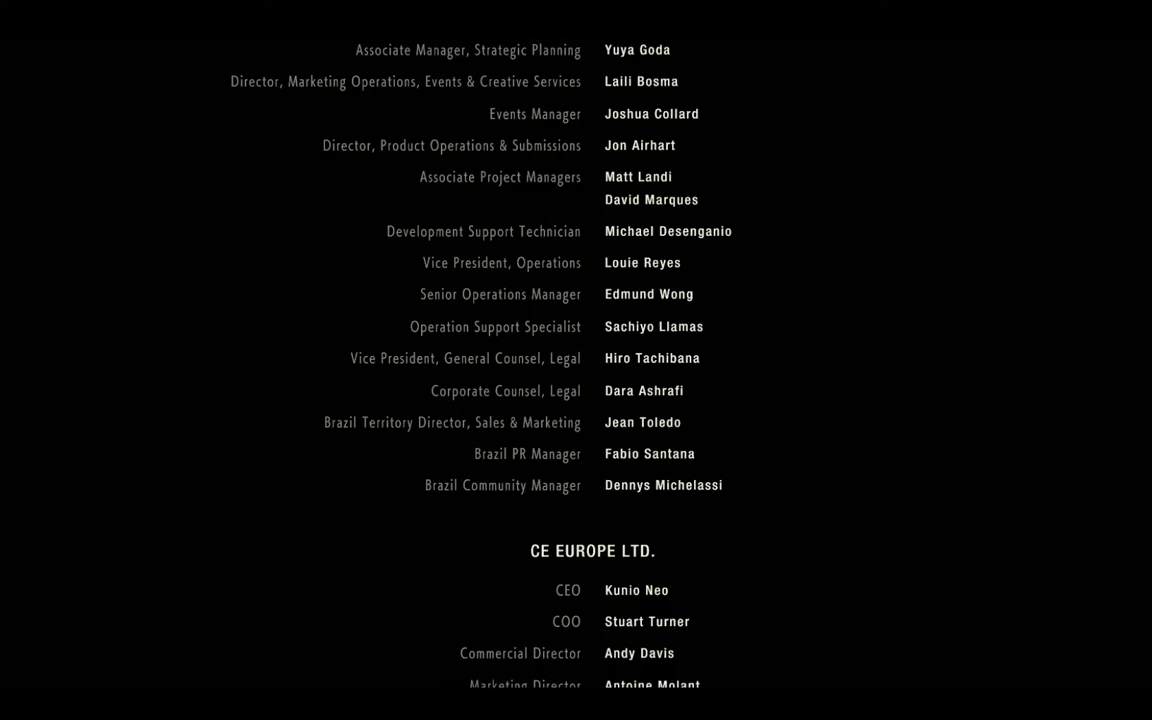 Associate Manager, Strategic Planning Yuya Goda
Director, Marketing Operations, Events & Creative Services Laili Bosma
Events Manager Joshua Collard
Director, Product Operations & Submissions Jon Airhart
Associate Project Managers Matt Landi
David Marques
Development Support Technician Michael Desenganio
Vice President, Operations Louie Reyes
Senior Operations Manager Edmund Wong
Operation Support Specialist Sachiyo Llamas
Vice President, General Counsel, Legal Hiro Tachibana
Corporate Counsel, Legal Dara Ashrafi
Brazil Territory Director, Sales & Marketing Jean Toledo
Brazil PR Manager Fabio Santana
Brazil Community Manager Dennys Michelassi
CE EUROPE LTD.
CEO Kunio Neo
COO Stuart Turner
Commercial Director Andy Davis
Marketing Director Antoine Molant